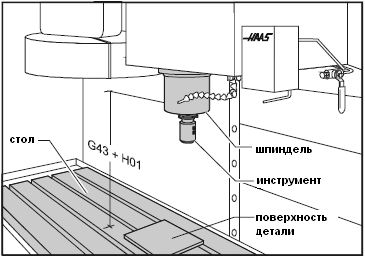 HAAS
стол
G43 + H01
шпиндель
инструмент
поверхность
детали